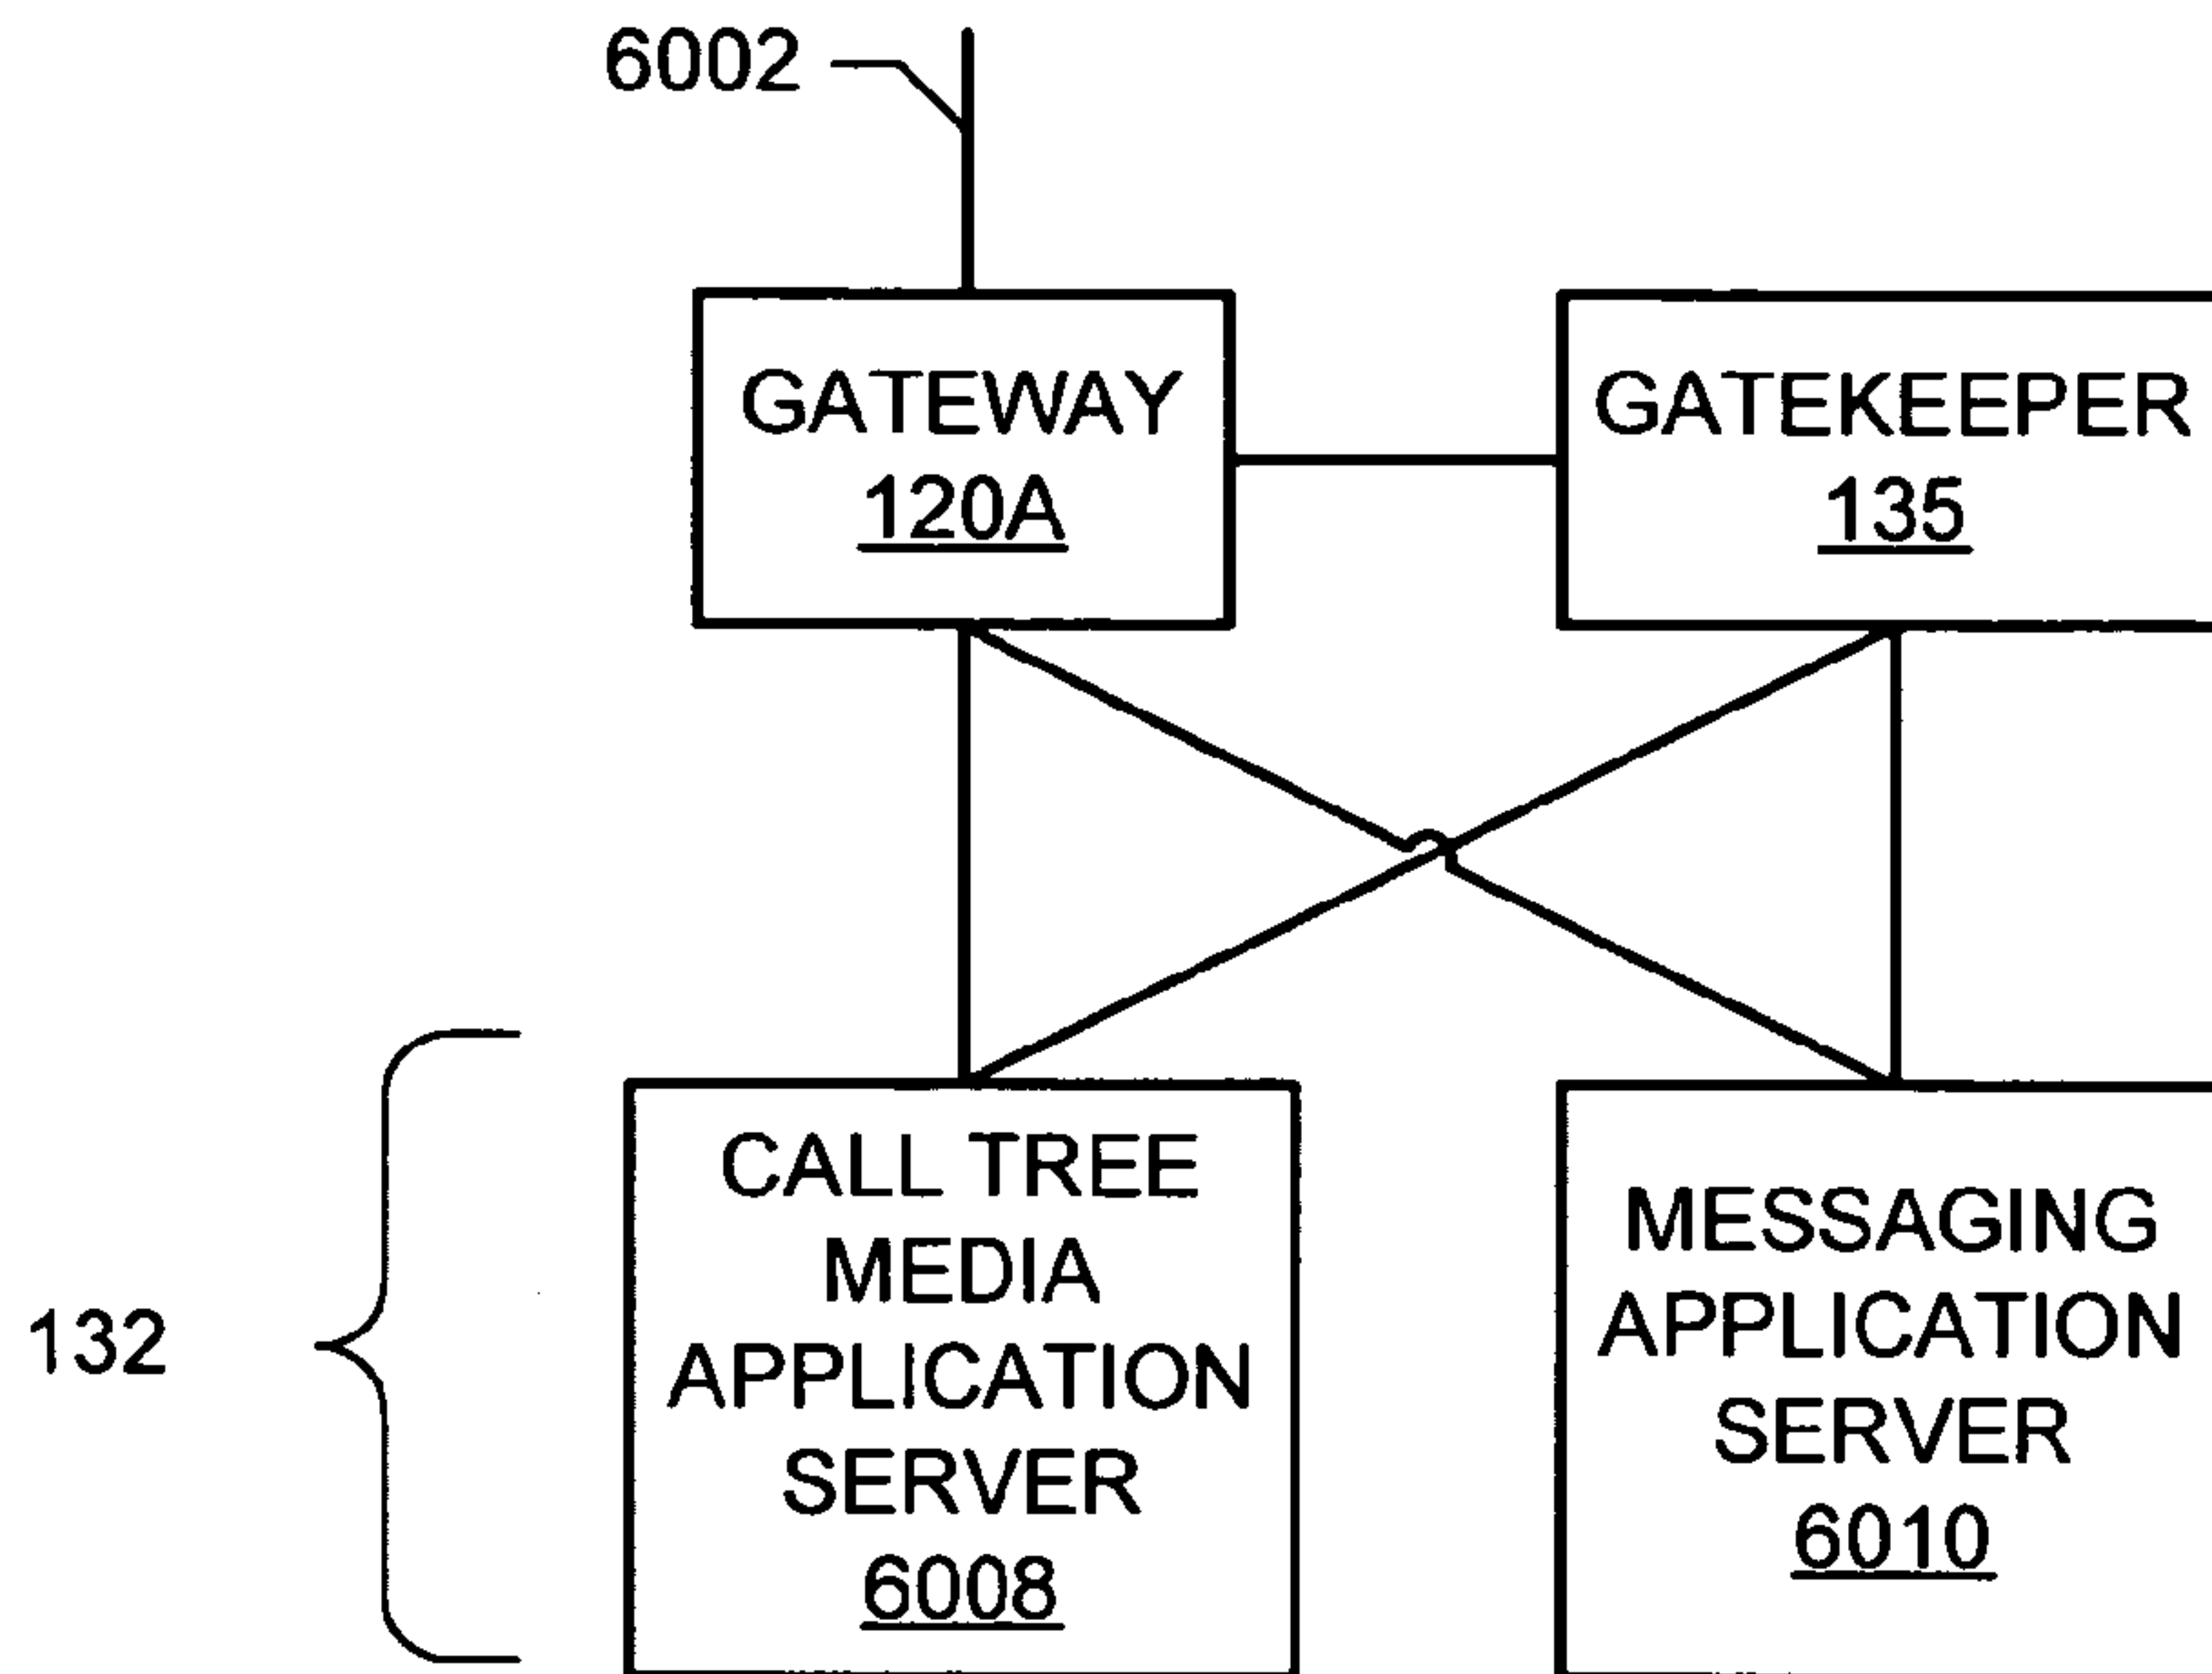 6002
GATEWAY
120A
GATEKEEPER
135
132
CALL TREE
MEDIA
APPLICATION
SERVER
6008
MESSAGING
APPLICATION
SERVER
6010